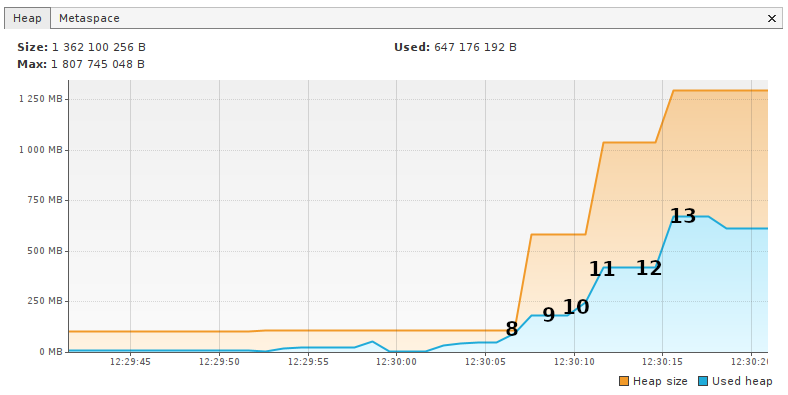 Heap Metaspace ×
Size: 1 362 100 256 B Used: 647 176 192 B
Max: 1 807 745 048 B
1 250 MB
1 000 MB
750 MB
500 MB
250 MB
0 MB
8 9 10 11 12 13
12:29:45 12:29:50 12:29:55 12:30:00 12:30:05 12:30:10 12:30:15 12:30:20
Heap size Used heap